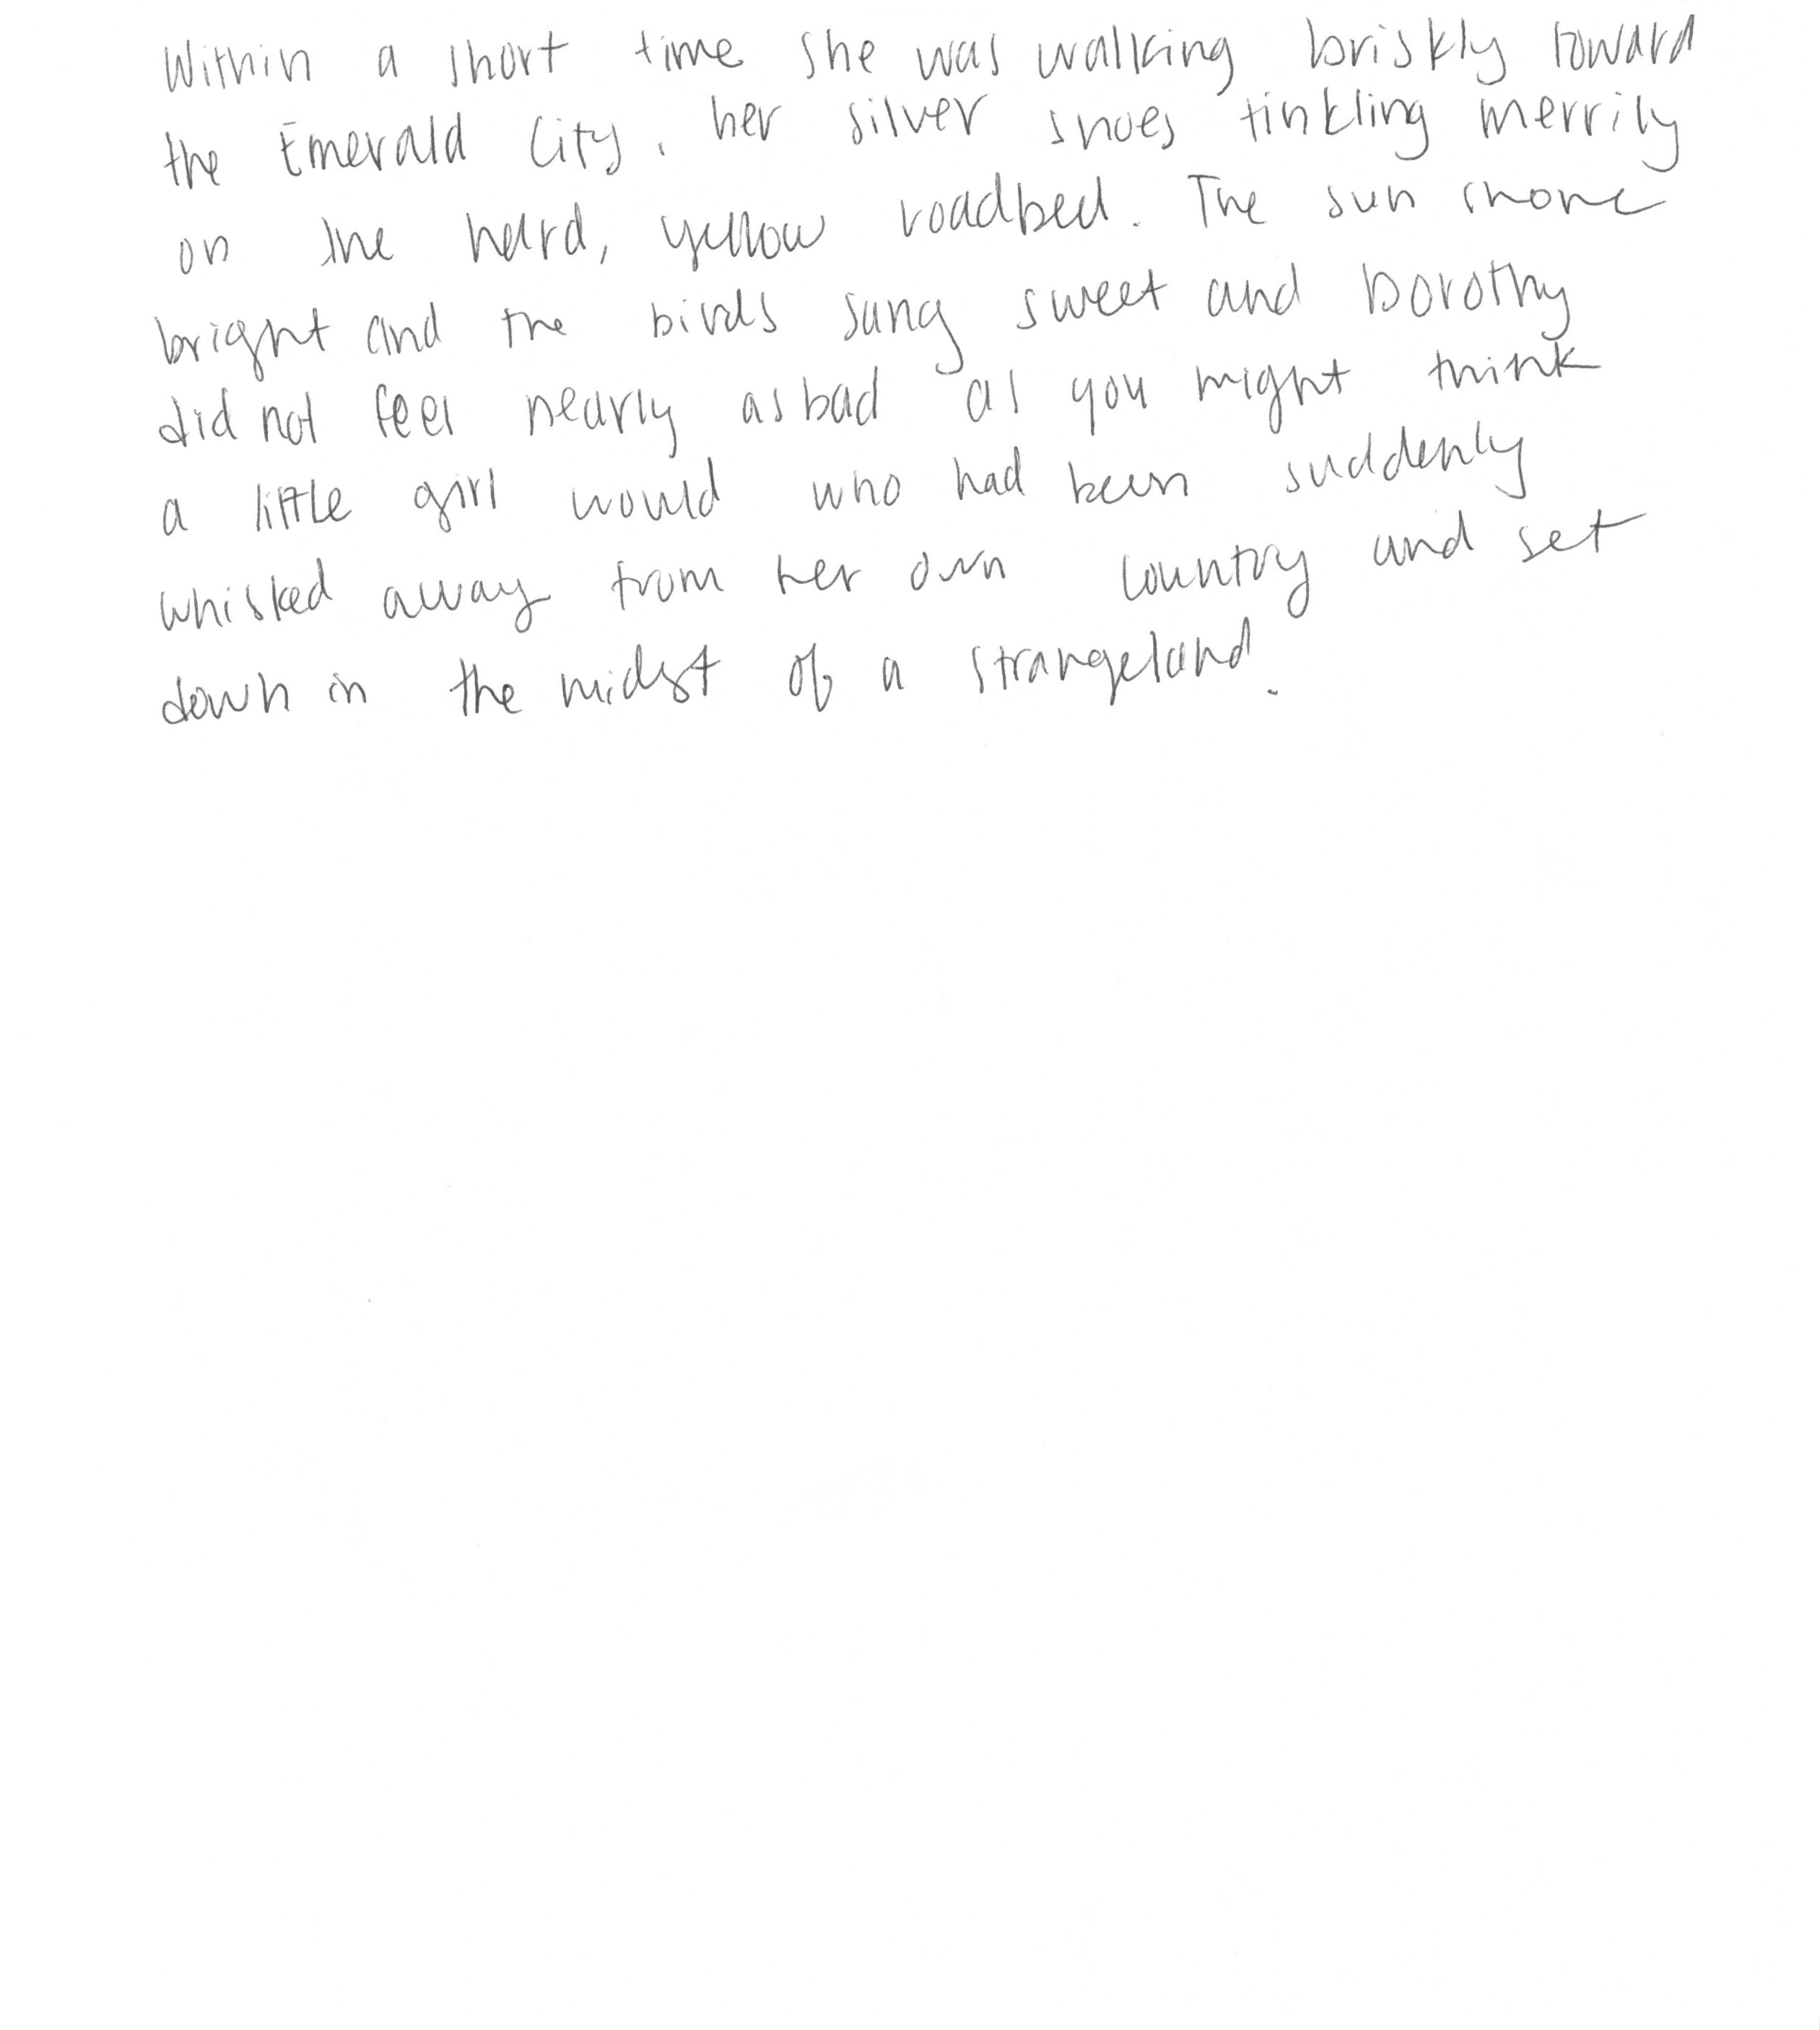 Within a short time she was walking briskly toward
the Emerald City, her silver shoes tinkling merrily
on the hard, yellow roadbed. The sun shone
bright and the birds sang sweet and Dorothy
did not feel nearly as bad as you might think
a little girl would who had been suddenly
whisked away from her own country and set
down in the midst of a strange land.